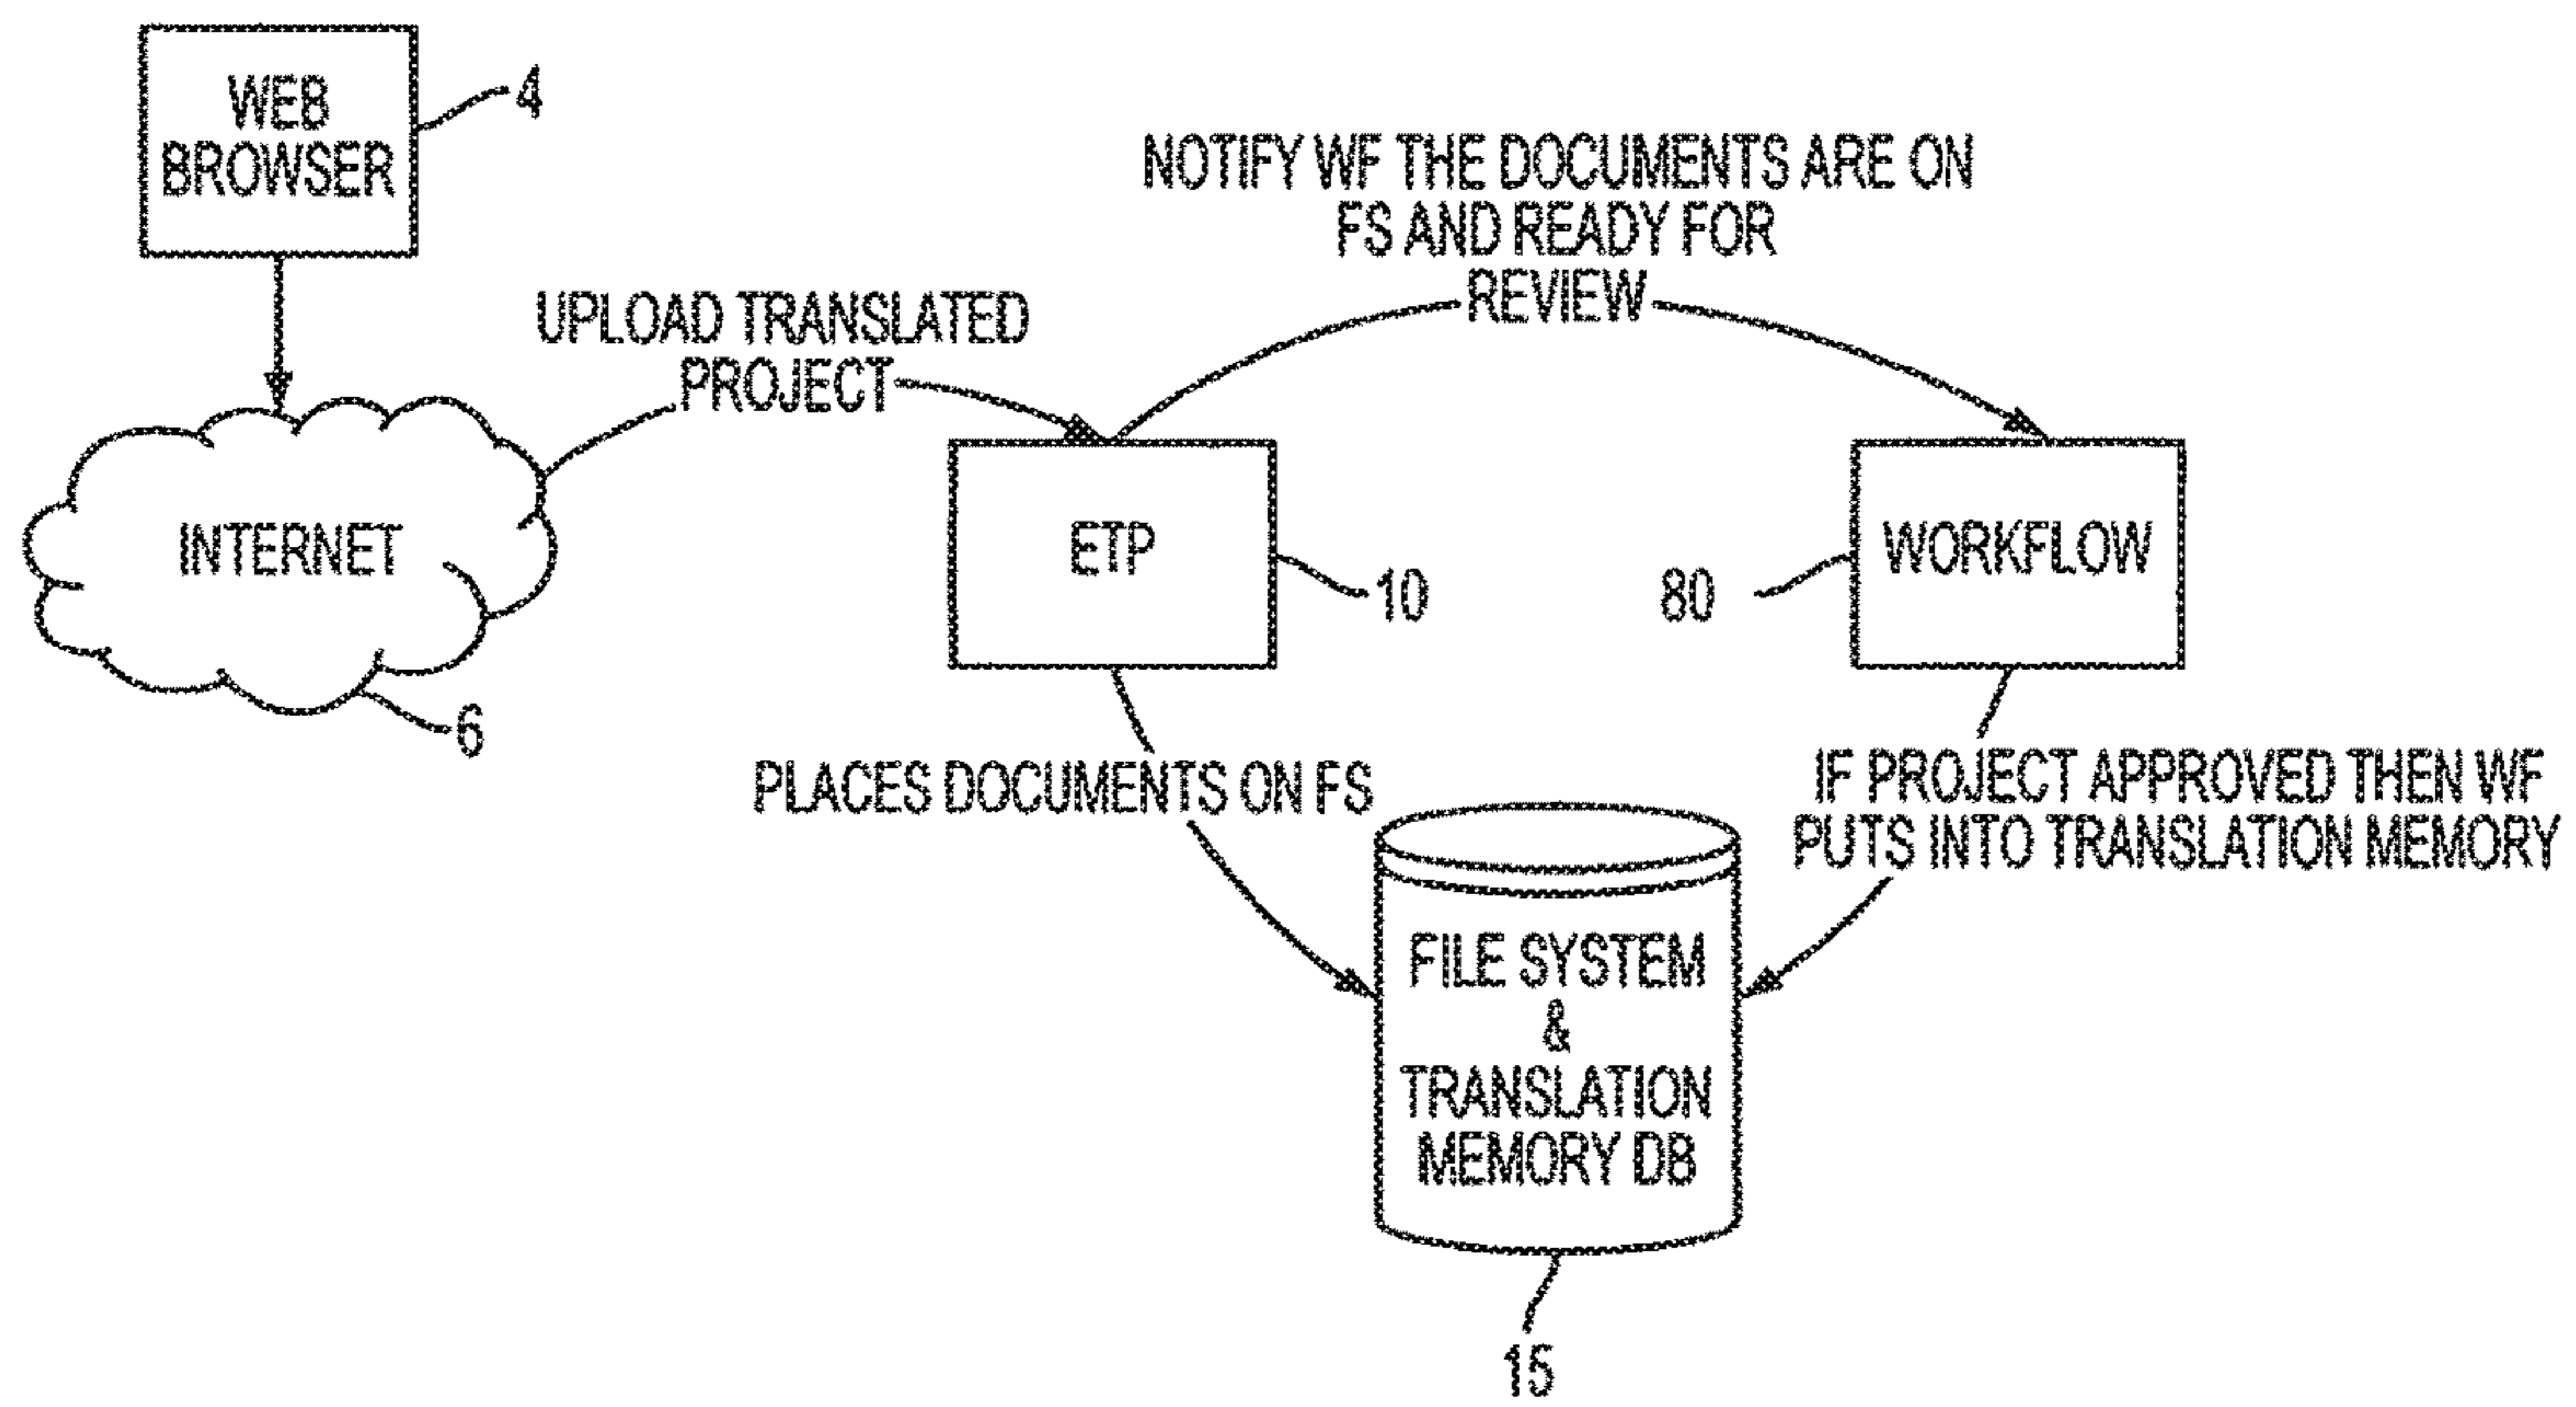 WEB
BROWSER
4
NOTIFY WF THE DOCUMENTS ARE ON
FS AND READY FOR
REVIEW
UPLOAD TRANSLATED
PROJECT
INTERNET
6
ETP
10
80
WORKFLOW
PLACES DOCUMENTS ON FS
IF PROJECT APPROVED THEN WF
PUTS INTO TRANSLATION MEMORY
FILE SYSTEM
&
TRANSLATION
MEMORY DB
15